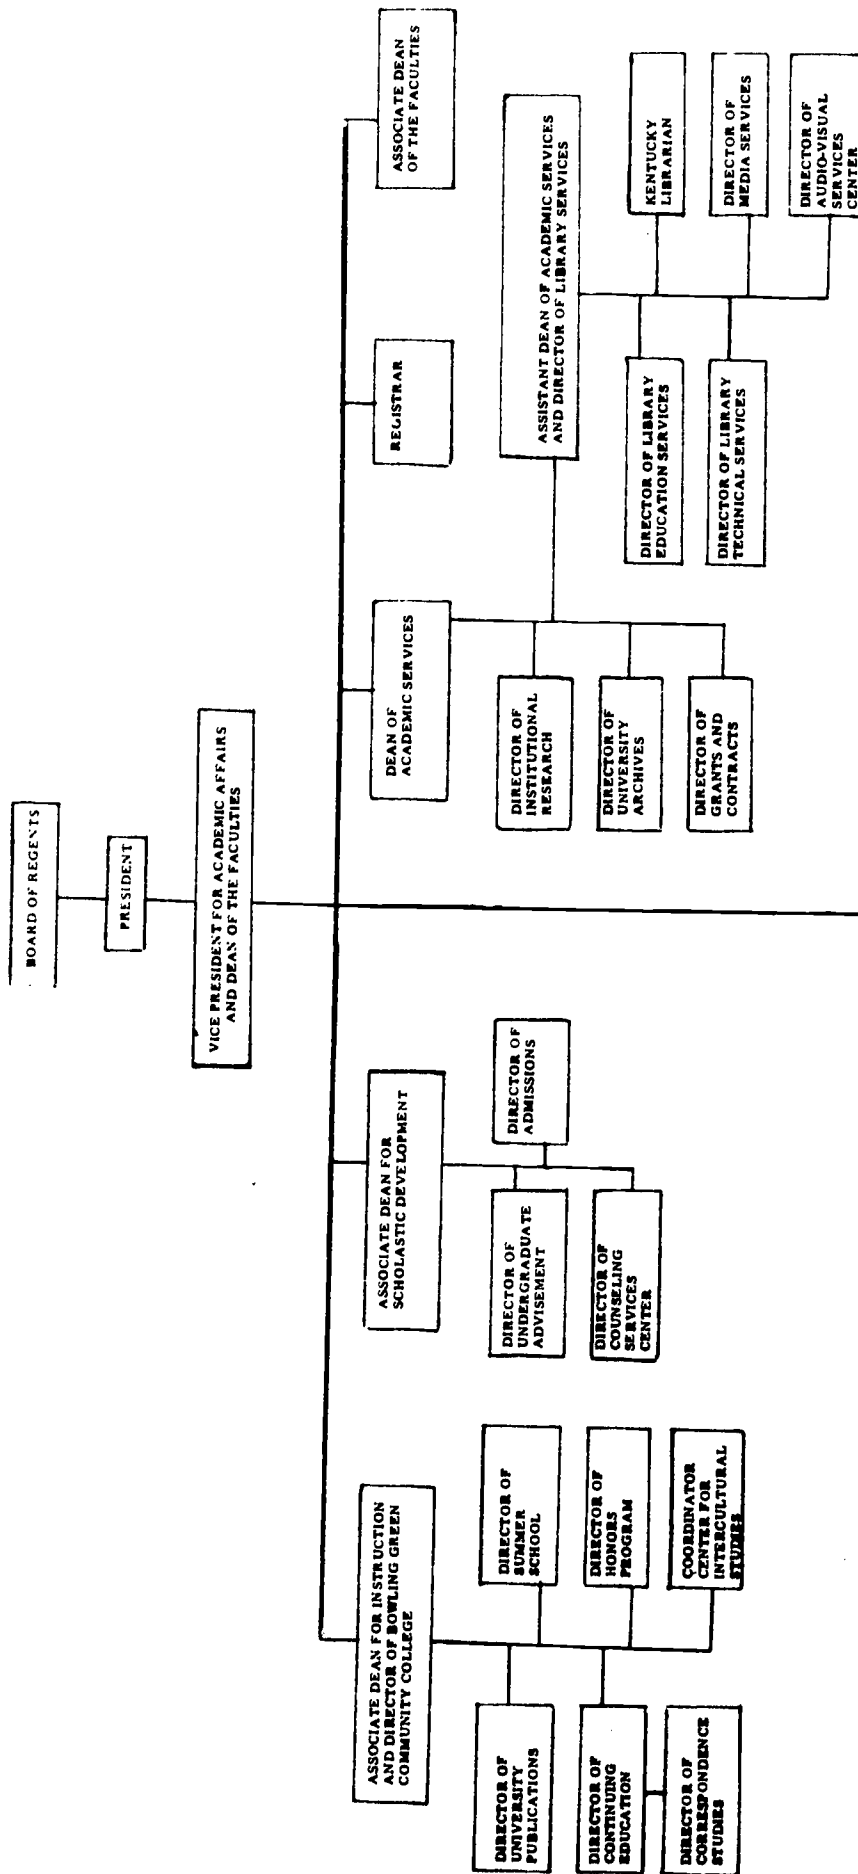 BOARD OF REGENTS
PRESIDENT
VICE PRESIDENT FOR ACADEMIC AFFAIRS
AND DEAN OF THE FACULTIES
ASSOCIATE DEAN FOR INSTRUCTION
AND DIRECTOR OF BOWLING GREEN
COMMUNITY COLLEGE
ASSOCIATE DEAN FOR
SCHOLASTIC DEVELOPMENT
DEAN OF
ACADEMIC SERVICES
REGISTRAR
ASSOCIATE DEAN
OF THE FACULTIES
DIRECTOR OF
UNIVERSITY
PUBLICATIONS
DIRECTOR OF
SUMMER
SCHOOL
DIRECTOR OF
CONTINUING
EDUCATION
DIRECTOR OF
HONORS
PROGRAM
DIRECTOR OF
CORRESPONDENCE
STUDIES
COORDINATOR
CENTER FOR
INTERCULTURAL
STUDIES
DIRECTOR OF
UNDERGRADUATE
ADVISEMENT
DIRECTOR OF
ADMISSIONS
DIRECTOR OF
COUNSELING
SERVICES
CENTER
DIRECTOR OF
INSTITUTIONAL
RESEARCH
DIRECTOR OF
UNIVERSITY
ARCHIVES
DIRECTOR OF
GRANTS AND
CONTRACTS
ASSISTANT DEAN OF ACADEMIC SERVICES
AND DIRECTOR OF LIBRARY SERVICES
DIRECTOR OF LIBRARY
EDUCATION SERVICES
KENTUCKY
LIBRARIAN
DIRECTOR OF LIBRARY
TECHNICAL SERVICES
DIRECTOR OF
MEDIA SERVICES
DIRECTOR OF
AUDIO-VISUAL
SERVICES
CENTER